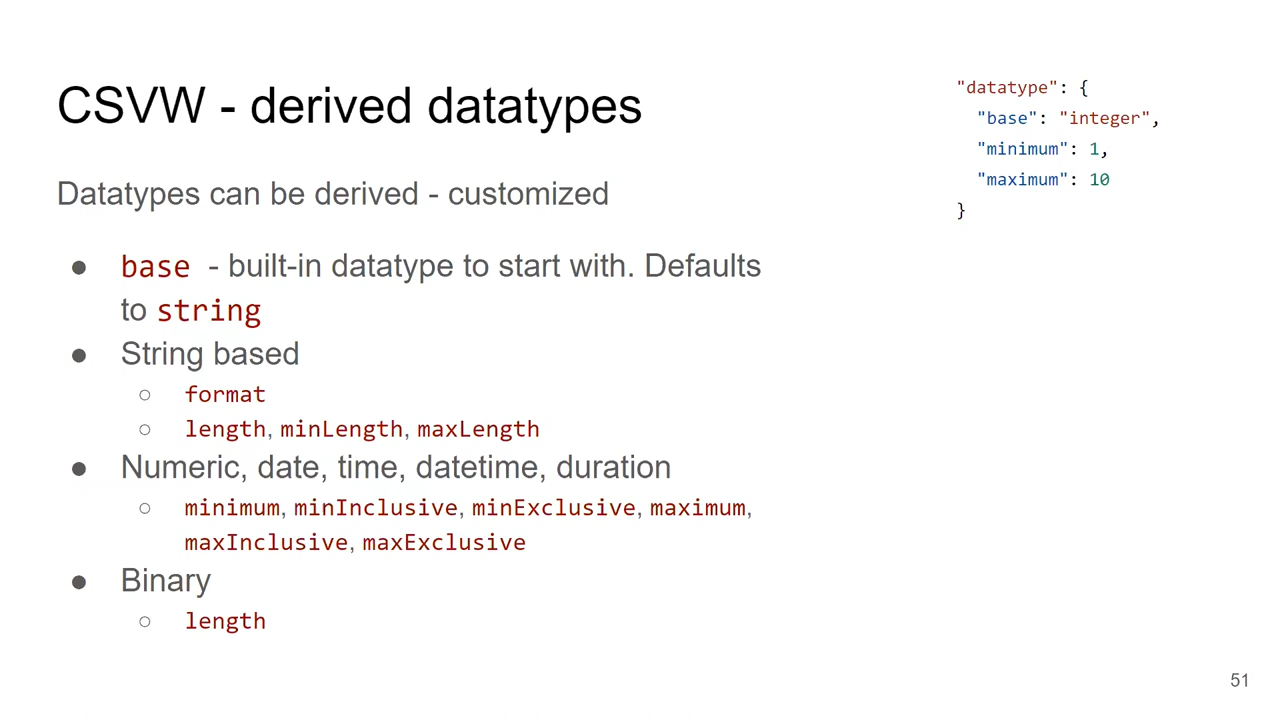 CSVW - derived datatypes
Datatypes can be derived - customized
● base - built-in datatype to start with. Defaults
to string
● String based
○ format
○ length, minLength, maxLength
● Numeric, date, time, datetime, duration
○ minimum, minInclusive, minExclusive, maximum,
maxInclusive, maxExclusive
● Binary
○ length
"datatype": {
"base": "integer",
"minimum": 1,
"maximum": 10
}
51